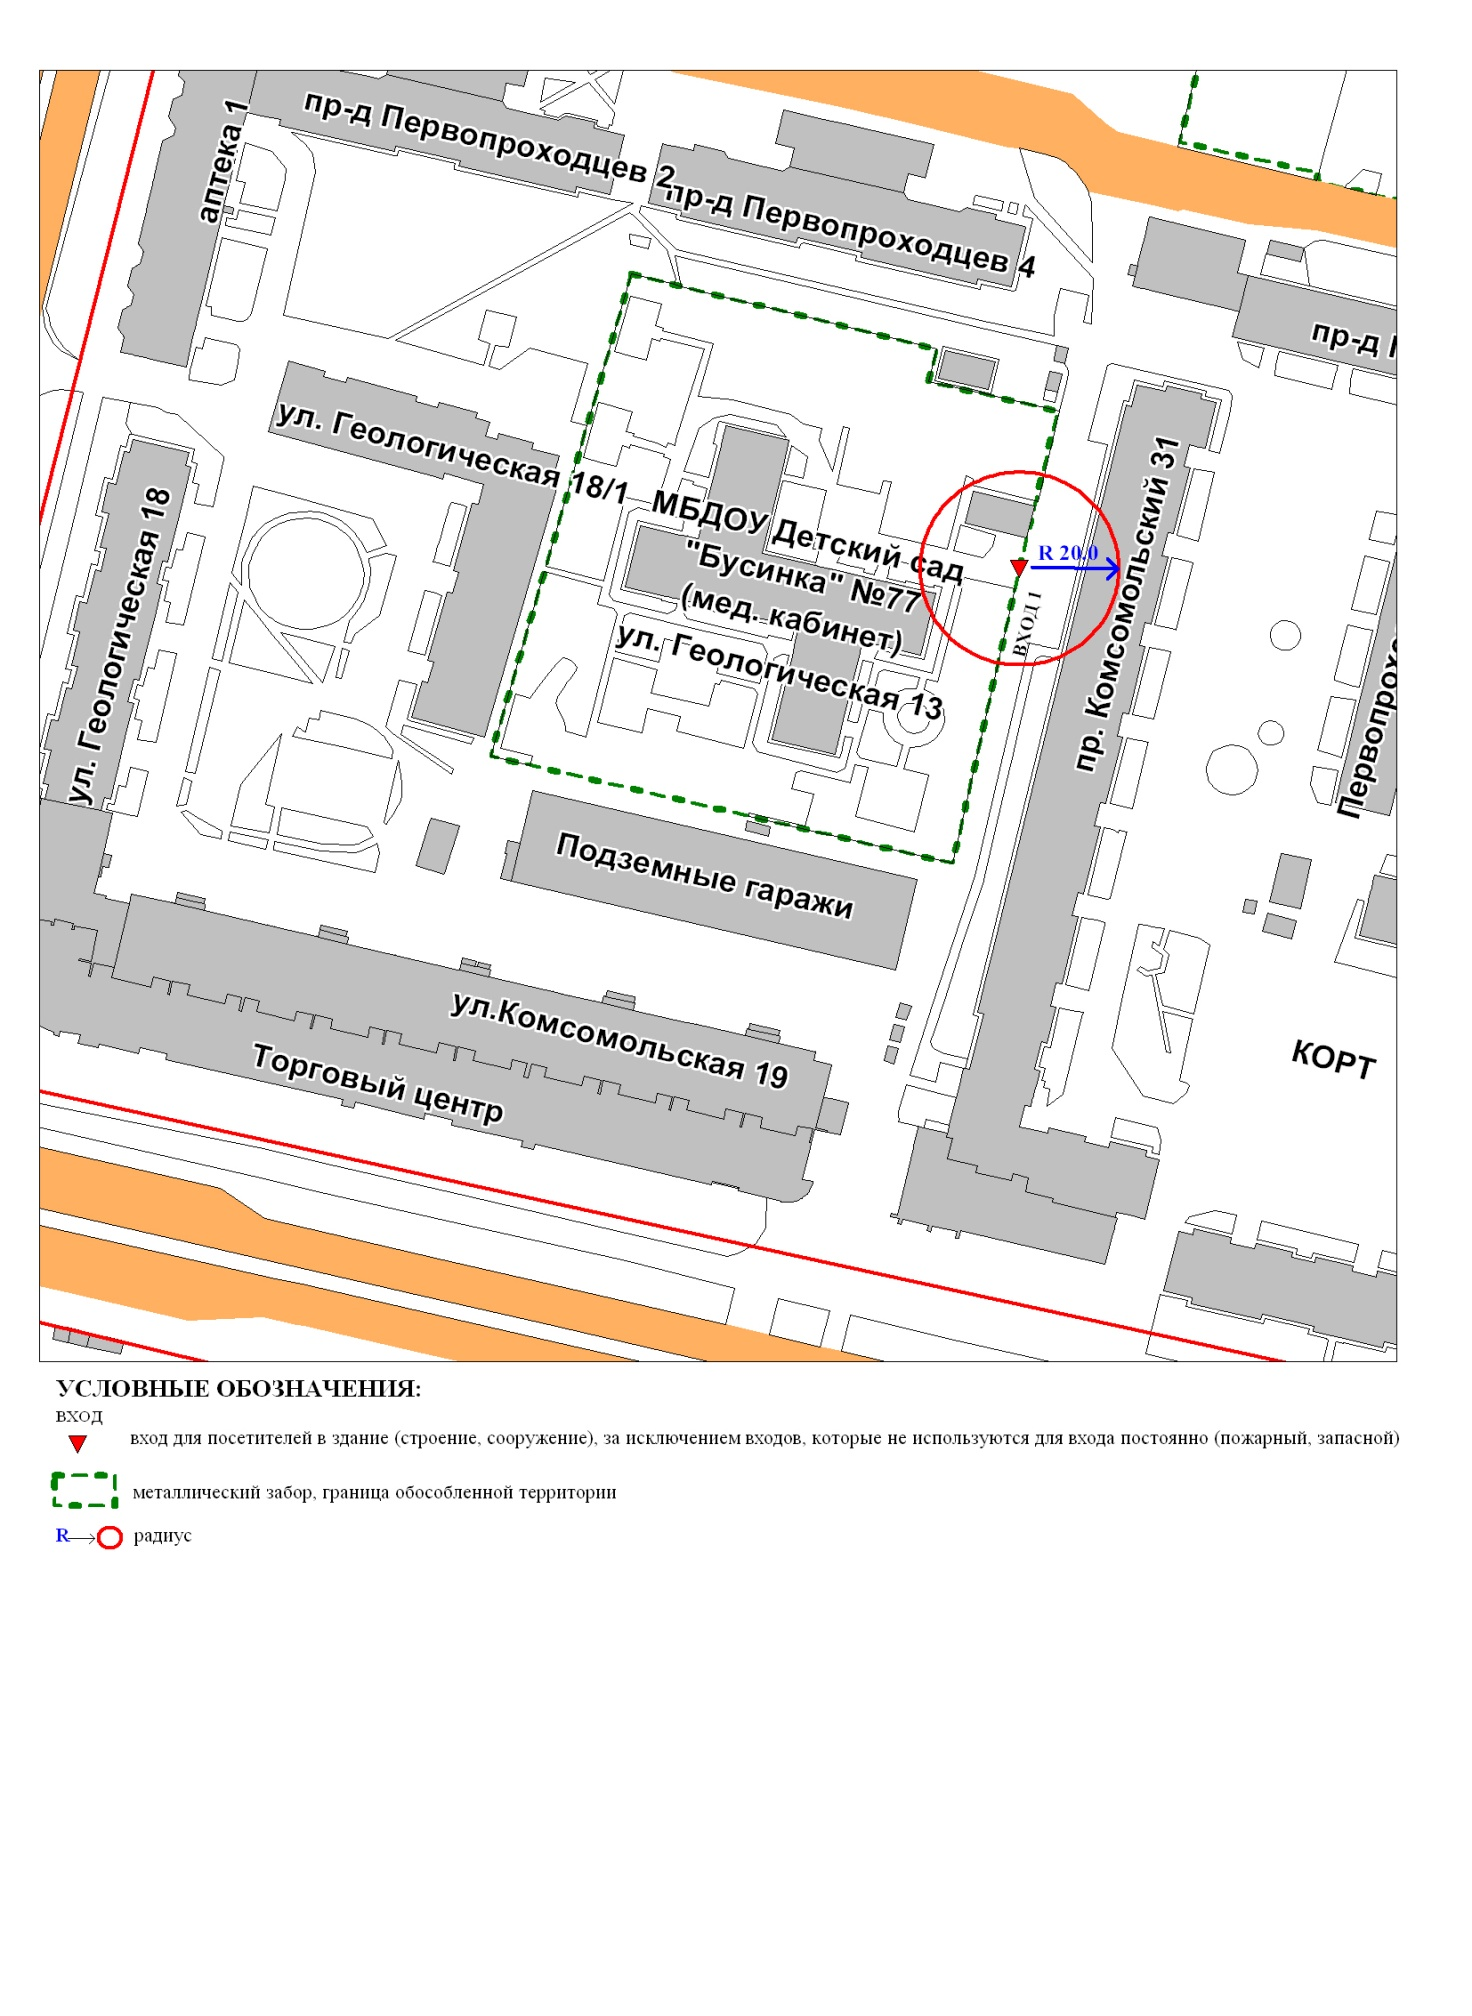 аптека 1
пр-д Первопроходцев 2
пр-д Первопроходцев 4
пр-д
ул. Геологическая 18/1
ул. Геологическая 18
МБДОУ Детский сад
"Бусинка" №77
(мед. кабинет)
ул. Геологическая 13
R 20.0
ВХОД 1
пр. Комсомольский 31
Первопрохо
Подземные гаражи
ул.Комсомольская 19
Торговый центр
КОРТ
УСЛОВНЫЕ ОБОЗНАЧЕНИЯ:
ВХОД
вход для посетителей в здание (строение, сооружение), за исключением входов, которые не используются для входа постоянно (пожарный, запасной)
металлический забор, граница обособленной территории
R
радиус